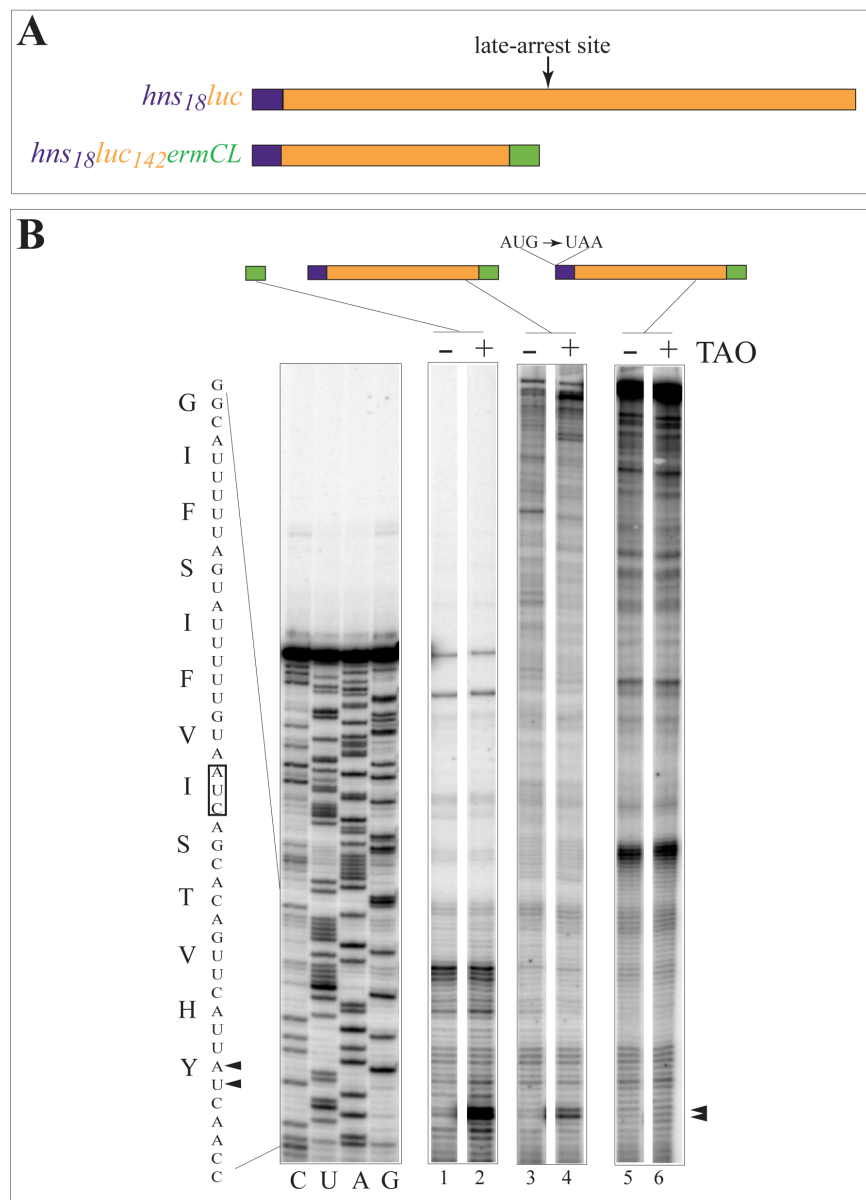 A
late-arrest site
hns18luc
hns18luc142ermCL
B
AUG → UAA
– + – + – + TAO
G
I
F
S
I
F
V
I
S
T
V
H
Y
G
G
C
A
U
U
U
U
U
A
G
U
A
U
U
U
U
U
G
U
A
A
U
C
A
G
C
A
C
A
G
U
U
C
A
U
U
A
U
C
A
A
C
C
C U A G 1 2 3 4 5 6